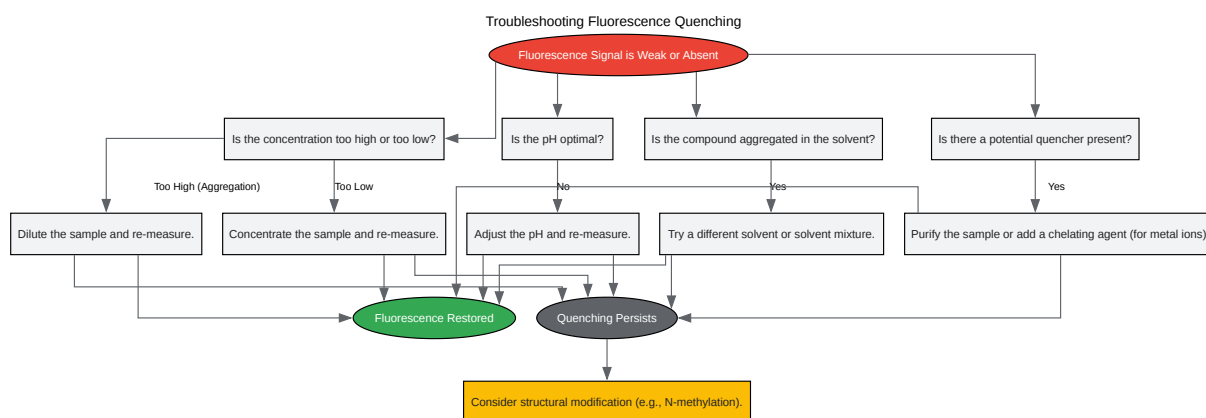 Troubleshooting Fluorescence Quenching
Fluorescence Signal is Weak or Absent
Is the concentration too high or too low?
Is the pH optimal?
Is the compound aggregated in the solvent?
Is there a potential quencher present?
Too High (Aggregation)
Too Low
No
Yes
Yes
Dilute the sample and re-measure.
Concentrate the sample and re-measure.
Adjust the pH and re-measure.
Try a different solvent or solvent mixture.
Purify the sample or add a chelating agent (for metal ions)
Fluorescence Restored
Quenching Persists
Consider structural modification (e.g., N-methylation).